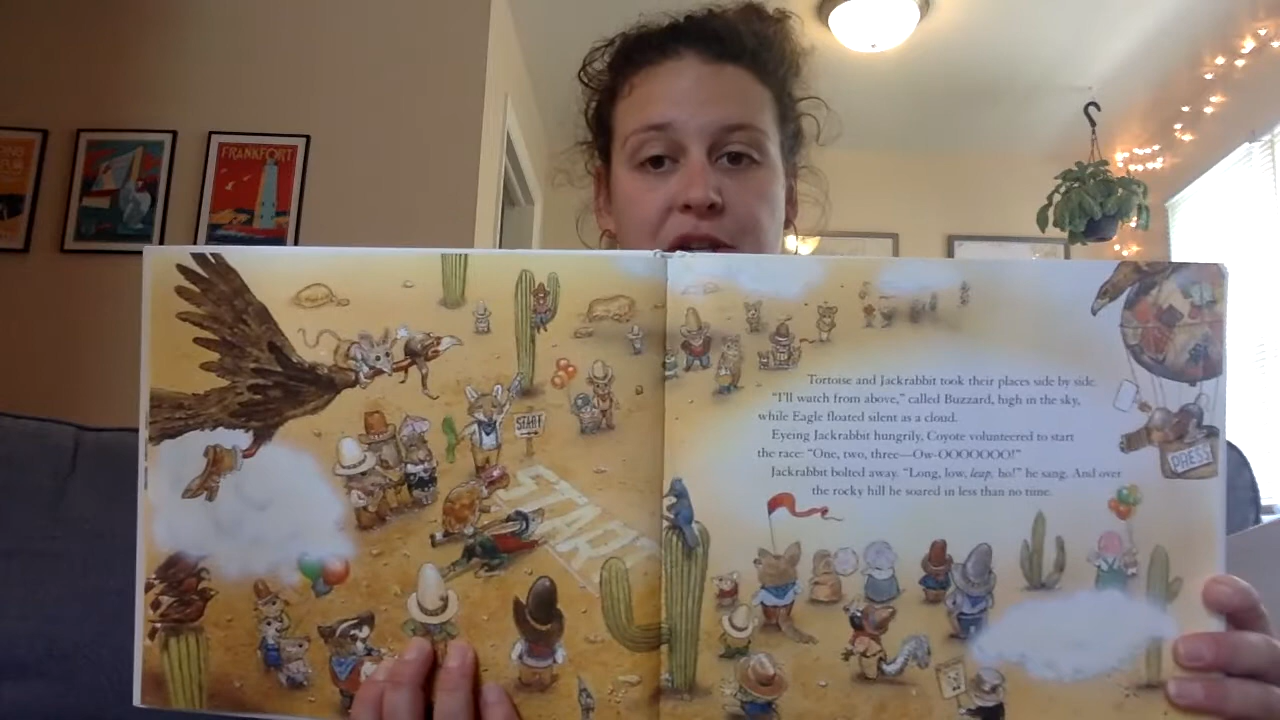 FRANKFORT
START
START
Tortoise and Jackrabbit took their places side by side.
"I'll watch from above," called Buzzard, high in the sky,
while Eagle floated silent as a cloud.
Eyeing Jackrabbit hungrily, Coyote volunteered to start
the race: "One, two, three—Ow-OOOOOOO!"
Jackrabbit bolted away. "Long, low, leap, ho!" he sang. And over
the rocky hill he soared in less than no time.
PRESS